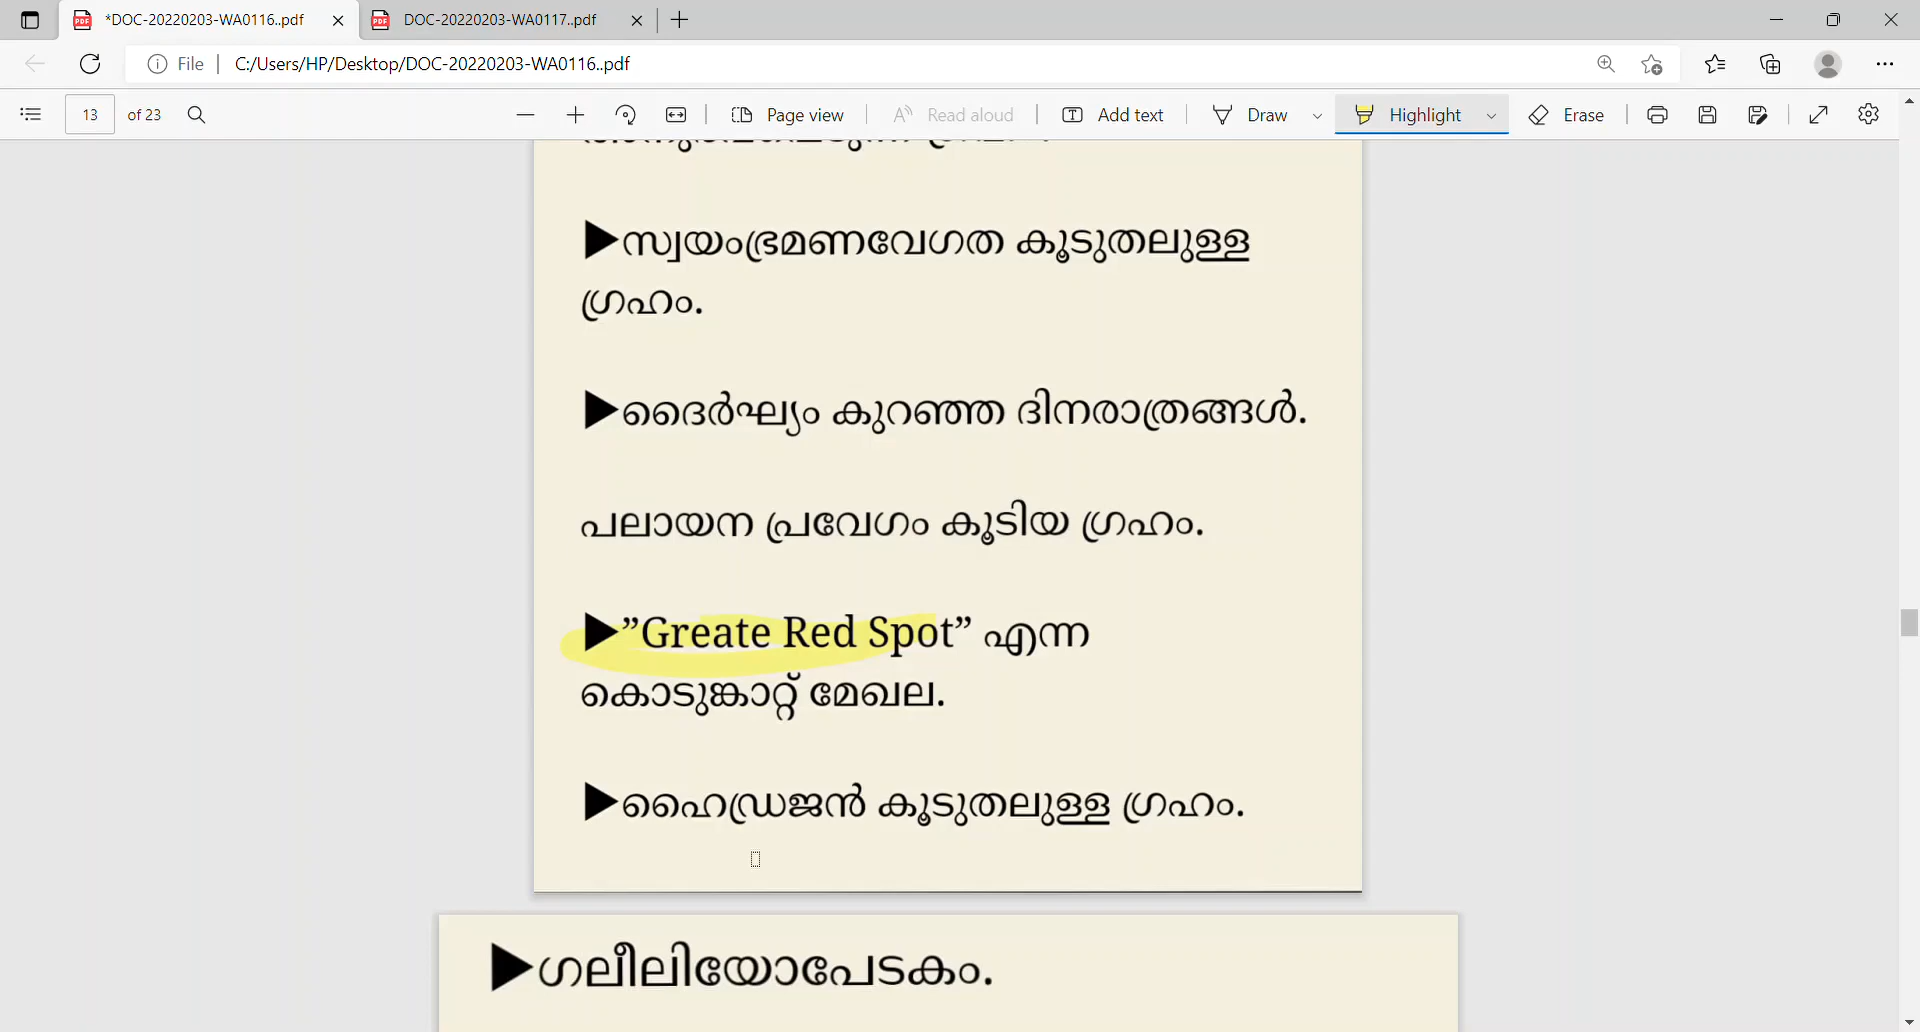 *DOC-20220203-WA0116..pdf
DOC-20220203-WA0117..pdf
File
C:/Users/HP/Desktop/DOC-20220203-WA0116..pdf
13 of 23
Page view
Read aloud
Add text
Draw
Highlight
Erase
▶സ്വയംഭ്രമണവേഗത കൂടുതലുള്ള
ഗ്രഹം.
▶ദൈർഘ്യം കുറഞ്ഞ ദിനരാത്രങ്ങൾ.
പലായന പ്രവേഗം കൂടിയ ഗ്രഹം.
▶”Greate Red Spot” എന്ന
കൊടുങ്കാറ്റ് മേഖല.
▶ഹൈഡ്രജൻ കൂടുതലുള്ള ഗ്രഹം.
▶ഗലീലിയോപേടകം.